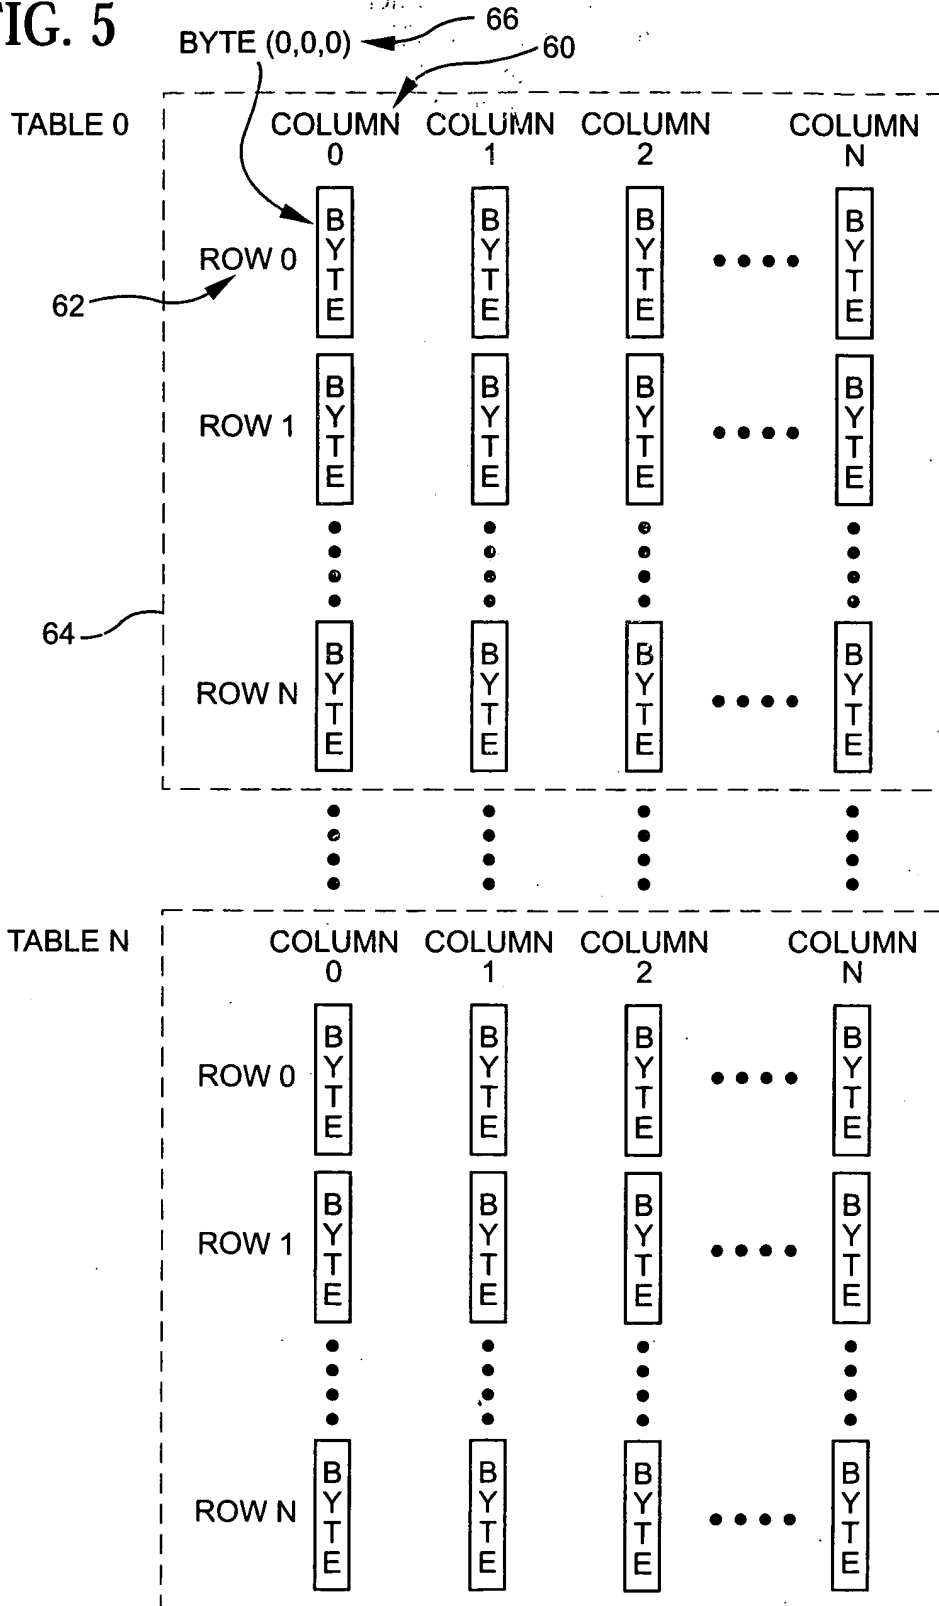 FIG. 5
BYTE (0,0,0)
66
60
TABLE 0
COLUMN 0
COLUMN 1
COLUMN 2
COLUMN N
ROW 0
BYTE
BYTE
BYTE
BYTE
62
ROW 1
BYTE
BYTE
BYTE
BYTE
64
ROW N
BYTE
BYTE
BYTE
BYTE
TABLE N
COLUMN 0
COLUMN 1
COLUMN 2
COLUMN N
ROW 0
BYTE
BYTE
BYTE
BYTE
ROW 1
BYTE
BYTE
BYTE
BYTE
ROW N
BYTE
BYTE
BYTE
BYTE